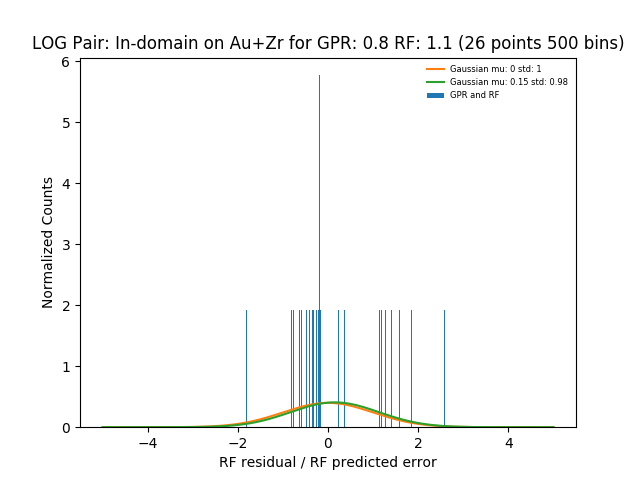 LOG Pair: In-domain on Au+Zr for GPR: 0.8 RF: 1.1 (26 points 500 bins)
Gaussian mu: 0 std: 1
Gaussian mu: 0.15 std: 0.98
GPR and RF
Normalized Counts
6
5
4
3
2
1
0
−4 −2 0 2 4
RF residual / RF predicted error